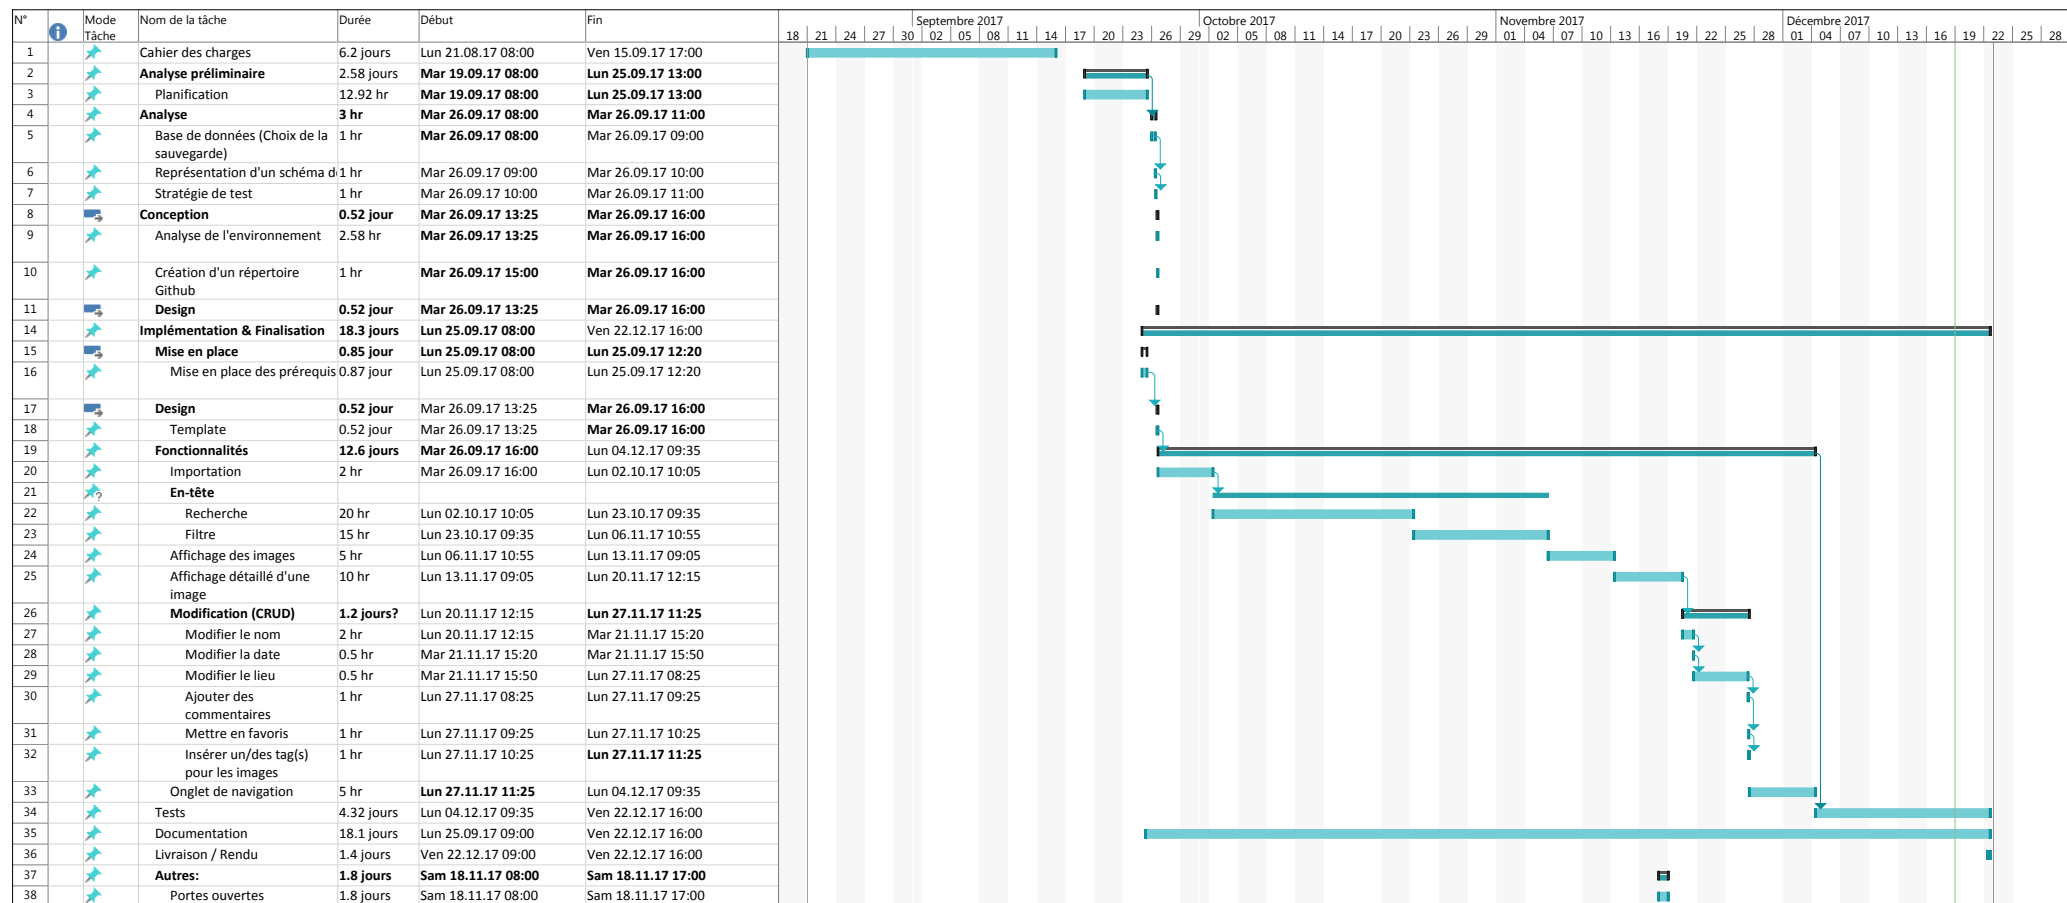 N° Mode Nom de la tâche Durée Début Fin Septembre 2017 Octobre 2017 Novembre 2017 Décembre 2017
Tâche 18 21 24 27 30 02 05 08 11 14 17 20 23 26 29 02 05 08 11 14 17 20 23 26 29 01 04 07 10 13 16 19 22 25 28 01 04 07 10 13 16 19 22 25 28
1 Cahier des charges 6.2 jours Lun 21.08.17 08:00 Ven 15.09.17 17:00
2 Analyse préliminaire 2.58 jours Mar 19.09.17 08:00 Lun 25.09.17 13:00
3 Planification 12.92 hr Mar 19.09.17 08:00 Lun 25.09.17 13:00
4 Analyse 3 hr Mar 26.09.17 08:00 Mar 26.09.17 11:00
5 Base de données (Choix de la 1 hr Mar 26.09.17 08:00 Mar 26.09.17 09:00
sauvegarde)
6 Représentation d'un schéma d 1 hr Mar 26.09.17 09:00 Mar 26.09.17 10:00
7 Stratégie de test 1 hr Mar 26.09.17 10:00 Mar 26.09.17 11:00
8 Conception 0.52 jour Mar 26.09.17 13:25 Mar 26.09.17 16:00
9 Analyse de l'environnement 2.58 hr Mar 26.09.17 13:25 Mar 26.09.17 16:00
10 Création d'un répertoire 1 hr Mar 26.09.17 15:00 Mar 26.09.17 16:00
Github
11 Design 0.52 jour Mar 26.09.17 13:25 Mar 26.09.17 16:00
14 Implémentation & Finalisation 18.3 jours Lun 25.09.17 08:00 Ven 22.12.17 16:00
15 Mise en place 0.85 jour Lun 25.09.17 08:00 Lun 25.09.17 12:20
16 Mise en place des prérequis 0.87 jour Lun 25.09.17 08:00 Lun 25.09.17 12:20
17 Design 0.52 jour Mar 26.09.17 13:25 Mar 26.09.17 16:00
18 Template 0.52 jour Mar 26.09.17 13:25 Mar 26.09.17 16:00
19 Fonctionnalités 12.6 jours Mar 26.09.17 16:00 Lun 04.12.17 09:35
20 Importation 2 hr Mar 26.09.17 16:00 Lun 02.10.17 10:05
21 ? En-tête
22 Recherche 20 hr Lun 02.10.17 10:05 Lun 23.10.17 09:35
23 Filtre 15 hr Lun 23.10.17 09:35 Lun 06.11.17 10:55
24 Affichage des images 5 hr Lun 06.11.17 10:55 Lun 13.11.17 09:05
25 Affichage détaillé d'une 10 hr Lun 13.11.17 09:05 Lun 20.11.17 12:15
image
26 Modification (CRUD) 1.2 jours? Lun 20.11.17 12:15 Lun 27.11.17 11:25
27 Modifier le nom 2 hr Lun 20.11.17 12:15 Mar 21.11.17 15:20
28 Modifier la date 0.5 hr Mar 21.11.17 15:20 Mar 21.11.17 15:50
29 Modifier le lieu 0.5 hr Mar 21.11.17 15:50 Lun 27.11.17 08:25
30 Ajouter des 1 hr Lun 27.11.17 08:25 Lun 27.11.17 09:25
commentaires
31 Mettre en favoris 1 hr Lun 27.11.17 09:25 Lun 27.11.17 10:25
32 Insérer un/des tag(s) 1 hr Lun 27.11.17 10:25 Lun 27.11.17 11:25
pour les images
33 Onglet de navigation 5 hr Lun 27.11.17 11:25 Lun 04.12.17 09:35
34 Tests 4.32 jours Lun 04.12.17 09:35 Ven 22.12.17 16:00
35 Documentation 18.1 jours Lun 25.09.17 09:00 Ven 22.12.17 16:00
36 Livraison / Rendu 1.4 jours Ven 22.12.17 09:00 Ven 22.12.17 16:00
37 Autres: 1.8 jours Sam 18.11.17 08:00 Sam 18.11.17 17:00
38 Portes ouvertes 1.8 jours Sam 18.11.17 08:00 Sam 18.11.17 17:00